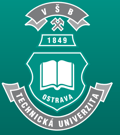 VŠB
1849
OSTRAVA
TECHNICKÁ UNIVERZITA